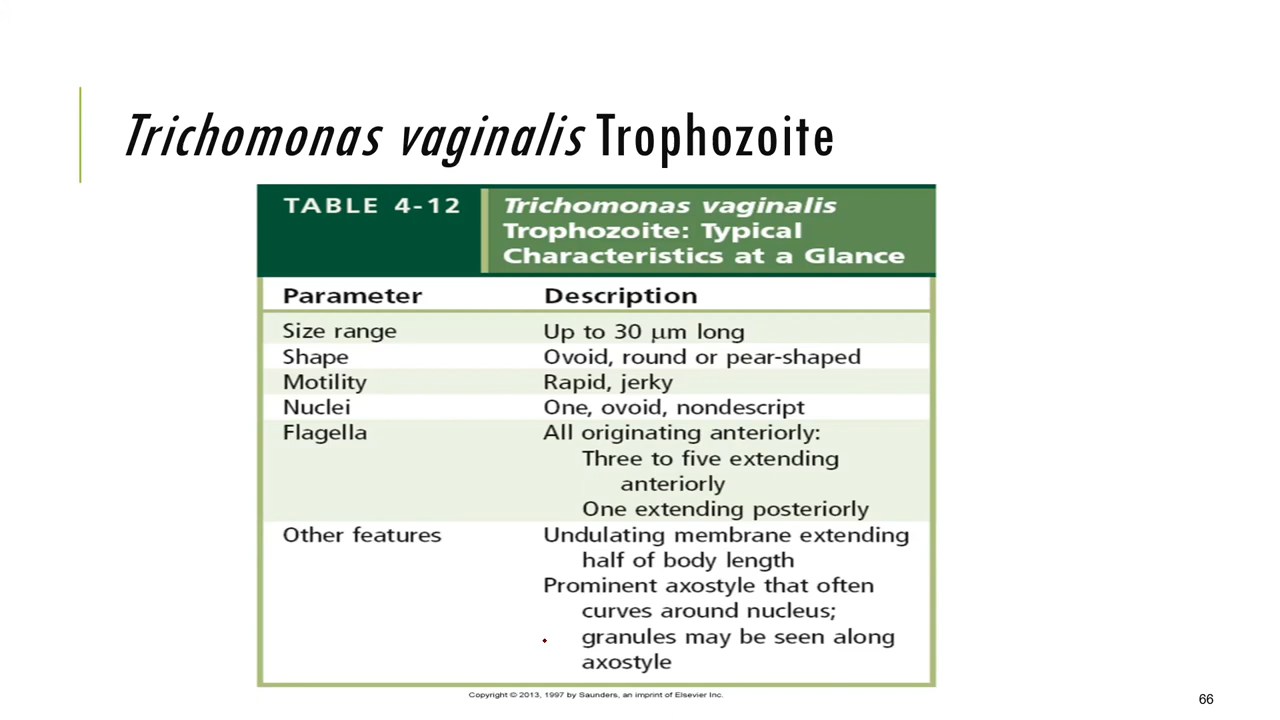 Trichomonas vaginalis Trophozoite
TABLE 4-12
Trichomonas vaginalis
Trophozoite: Typical
Characteristics at a Glance
Parameter Description
Size range Up to 30 μm long
Shape Ovoid, round or pear-shaped
Motility Rapid, jerky
Nuclei One, ovoid, nondescript
Flagella All originating anteriorly:
Three to five extending
anteriorly
One extending posteriorly
Other features Undulating membrane extending
half of body length
Prominent axostyle that often
curves around nucleus;
granules may be seen along
axostyle
Copyright © 2013, 1997 by Saunders, an imprint of Elsevier Inc.
66